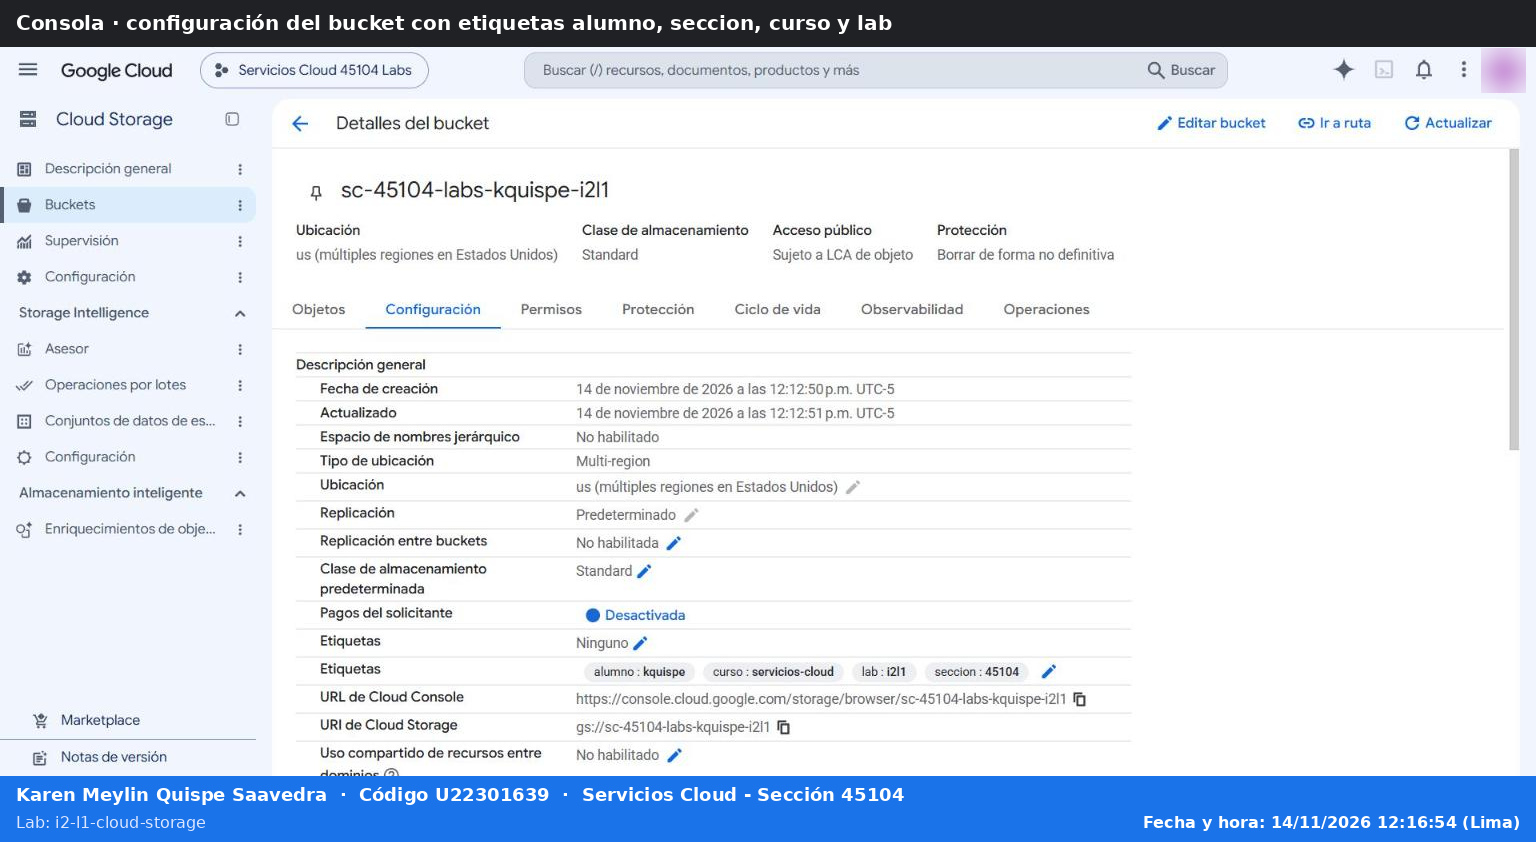 Consola · configuración del bucket con etiquetas alumno, seccion, curso y lab
Google Cloud
Servicios Cloud 45104 Labs
Buscar (/) recursos, documentos, productos y más
Buscar
Cloud Storage
Descripción general
Buckets
Supervisión
Configuración
Storage Intelligence
Asesor
Operaciones por lotes
Conjuntos de datos de es...
Configuración
Almacenamiento inteligente
Enriquecimientos de obje...
Marketplace
Notas de versión
Detalles del bucket
Editar bucket
Ir a ruta
Actualizar
sc-45104-labs-kquispe-i2l1
Ubicación Clase de almacenamiento Acceso público Protección
us (múltiples regiones en Estados Unidos) Standard Sujeto a LCA de objeto Borrar de forma no definitiva
Objetos Configuración Permisos Protección Ciclo de vida Observabilidad Operaciones
Descripción general
Fecha de creación 14 de noviembre de 2026 a las 12:12:50 p.m. UTC-5
Actualizado 14 de noviembre de 2026 a las 12:12:51 p.m. UTC-5
Espacio de nombres jerárquico No habilitado
Tipo de ubicación Multi-region
Ubicación us (múltiples regiones en Estados Unidos)
Replicación Predeterminado
Replicación entre buckets No habilitada
Clase de almacenamiento Standard
predeterminada
Pagos del solicitante Desactivada
Etiquetas Ninguno
Etiquetas alumno : kquispe curso : servicios-cloud lab : i2l1 seccion : 45104
URL de Cloud Console https://console.cloud.google.com/storage/browser/sc-45104-labs-kquispe-i2l1
URI de Cloud Storage gs://sc-45104-labs-kquispe-i2l1
Uso compartido de recursos entre No habilitado
dominios
Karen Meylin Quispe Saavedra · Código U22301639 · Servicios Cloud - Sección 45104
Lab: i2-l1-cloud-storage
Fecha y hora: 14/11/2026 12:16:54 (Lima)